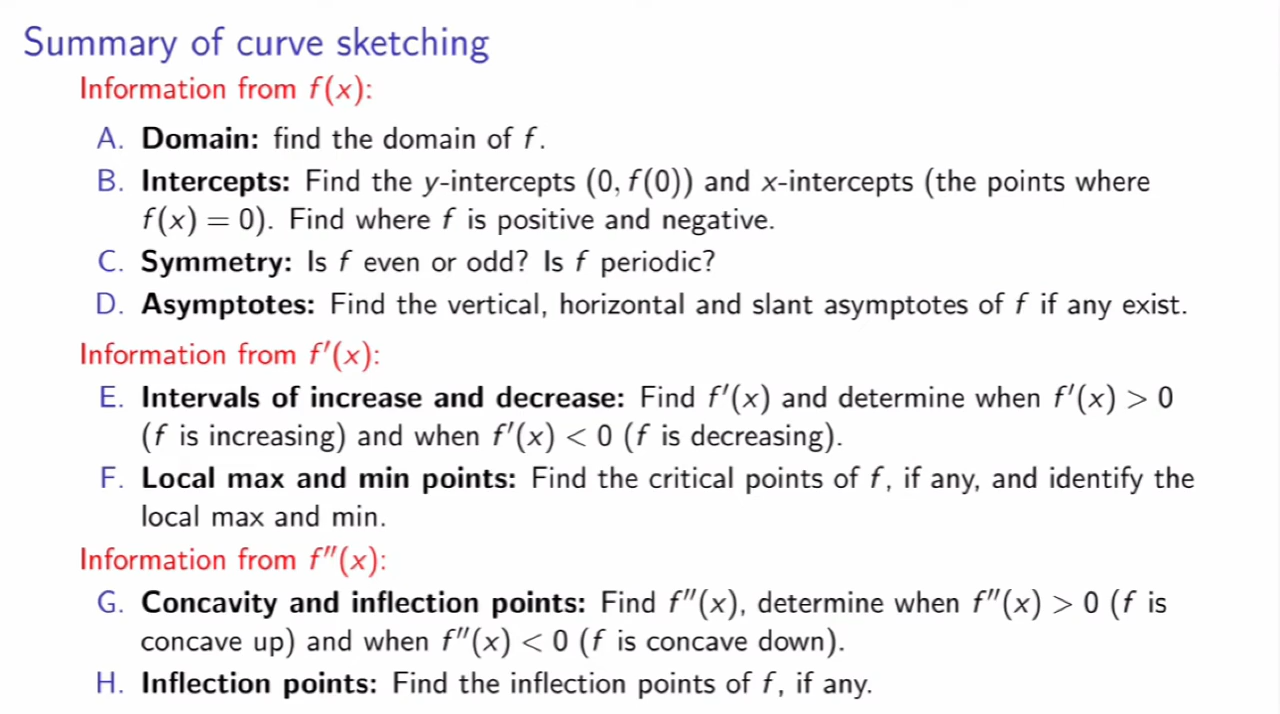 Summary of curve sketching
Information from f(x):
A. Domain: find the domain of f.
B. Intercepts: Find the y-intercepts (0, f(0)) and x-intercepts (the points where
f(x) = 0). Find where f is positive and negative.
C. Symmetry: Is f even or odd? Is f periodic?
D. Asymptotes: Find the vertical, horizontal and slant asymptotes of f if any exist.
Information from f′(x):
E. Intervals of increase and decrease: Find f′(x) and determine when f′(x) > 0
(f is increasing) and when f′(x) < 0 (f is decreasing).
F. Local max and min points: Find the critical points of f, if any, and identify the
local max and min.
Information from f″(x):
G. Concavity and inflection points: Find f″(x), determine when f″(x) > 0 (f is
concave up) and when f″(x) < 0 (f is concave down).
H. Inflection points: Find the inflection points of f, if any.